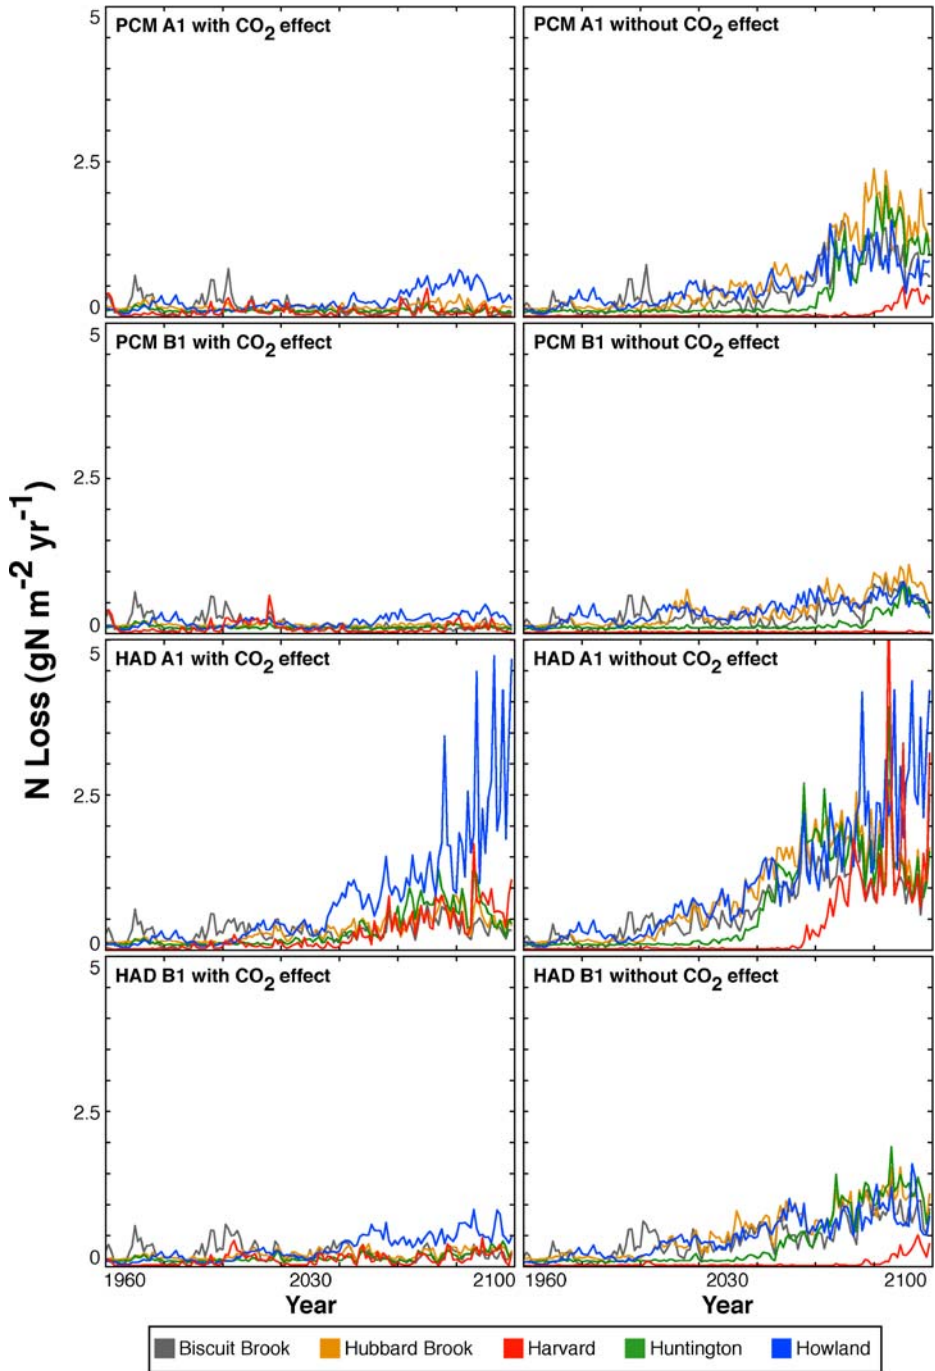 PCM A1 with CO2 effect
PCM A1 without CO2 effect
5
2.5
0
PCM B1 with CO2 effect
PCM B1 without CO2 effect
5
2.5
0
HAD A1 with CO2 effect
HAD A1 without CO2 effect
5
2.5
0
HAD B1 with CO2 effect
HAD B1 without CO2 effect
5
2.5
0
N Loss (gN m-2 yr-1)
1960 2030 2100
1960 2030 2100
Year
Year
Biscuit Brook Hubbard Brook Harvard Huntington Howland